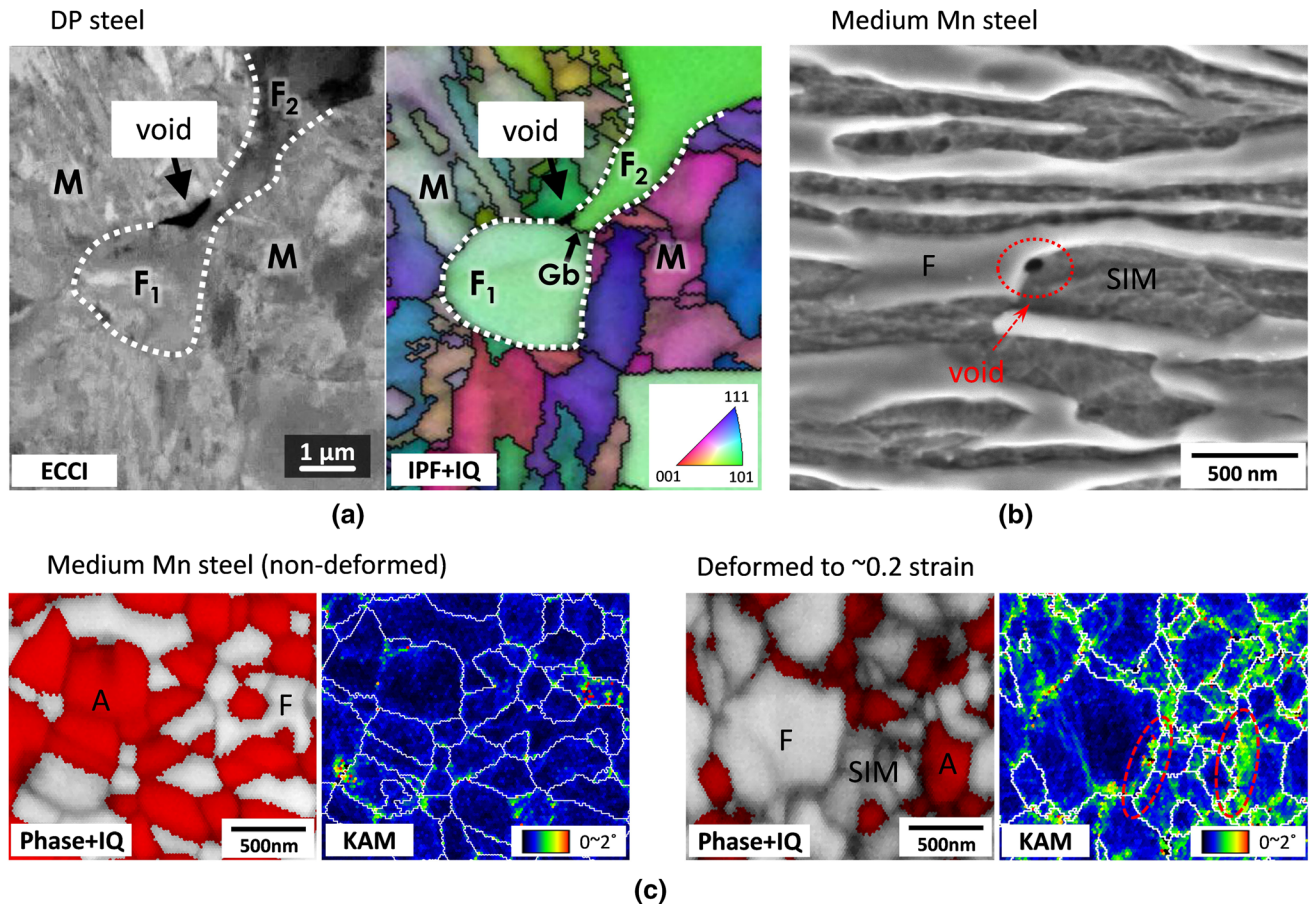 DP steel
Medium Mn steel
F2
void
M
M
F1
1 µm
ECCI
void
F2
M
M
Gb
F1
111
001
101
IPF+IQ
F
SIM
void
500 nm
(a)
(b)
Medium Mn steel (non-deformed)
Deformed to ~0.2 strain
A
F
Phase+IQ
500nm
KAM
0~2˚
F
SIM
A
Phase+IQ
500nm
KAM
0~2˚
(c)